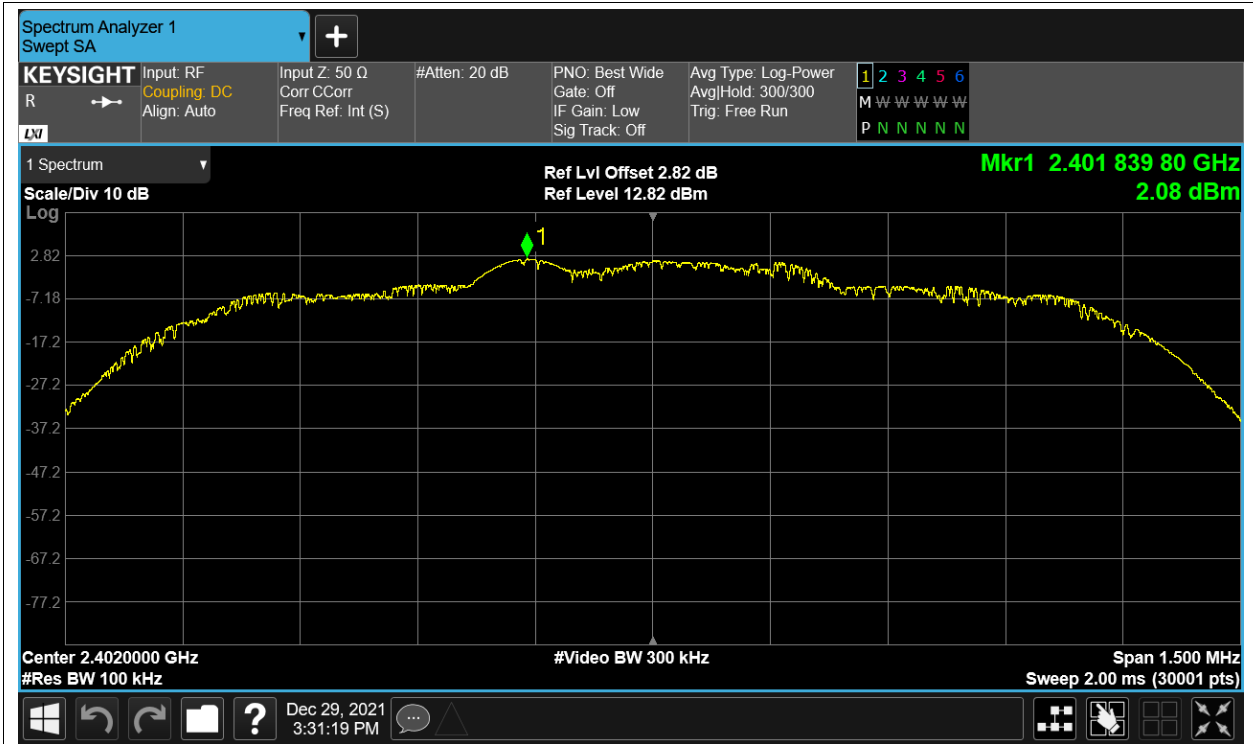 Spectrum Analyzer 1
Swept SA
KEYSIGHT
R
LXI
Input: RF
Coupling: DC
Align: Auto
Input Z: 50 Ω
Corr CCorr
Freq Ref: Int (S)
#Atten: 20 dB
PNO: Best Wide
Gate: Off
IF Gain: Low
Sig Track: Off
Avg Type: Log-Power
Avg|Hold: 300/300
Trig: Free Run
1 2 3 4 5 6
M W W W W W
P N N N N N
1 Spectrum
Scale/Div 10 dB
Log
Ref Lvl Offset 2.82 dB
Ref Level 12.82 dBm
Mkr1 2.401 839 80 GHz
2.08 dBm
1
2.82
-7.18
-17.2
-27.2
-37.2
-47.2
-57.2
-67.2
-77.2
Center 2.4020000 GHz
#Video BW 300 kHz
Span 1.500 MHz
#Res BW 100 kHz
Sweep 2.00 ms (30001 pts)
?
Dec 29, 2021
3:31:19 PM